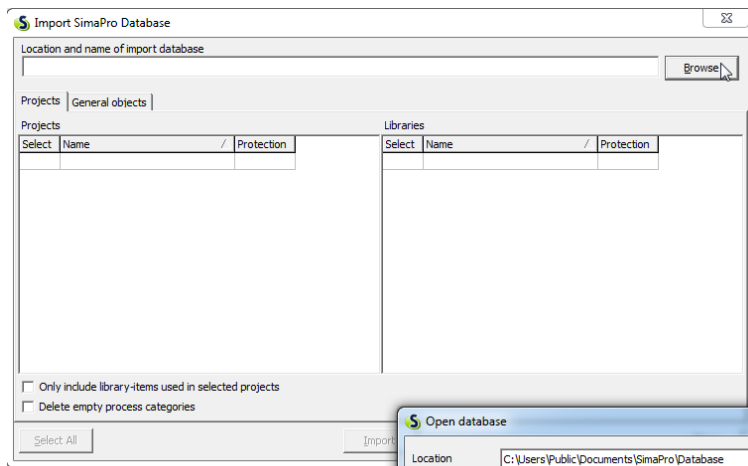 Import SimaPro Database
Location and name of import database
Browse
Projects General objects
Projects Libraries
Select Name / Protection Select Name / Protection
Only include library-items used in selected projects
Delete empty process categories
Select All Import
Open database
Location C:\Users\Public\Documents\SimaPro\Database